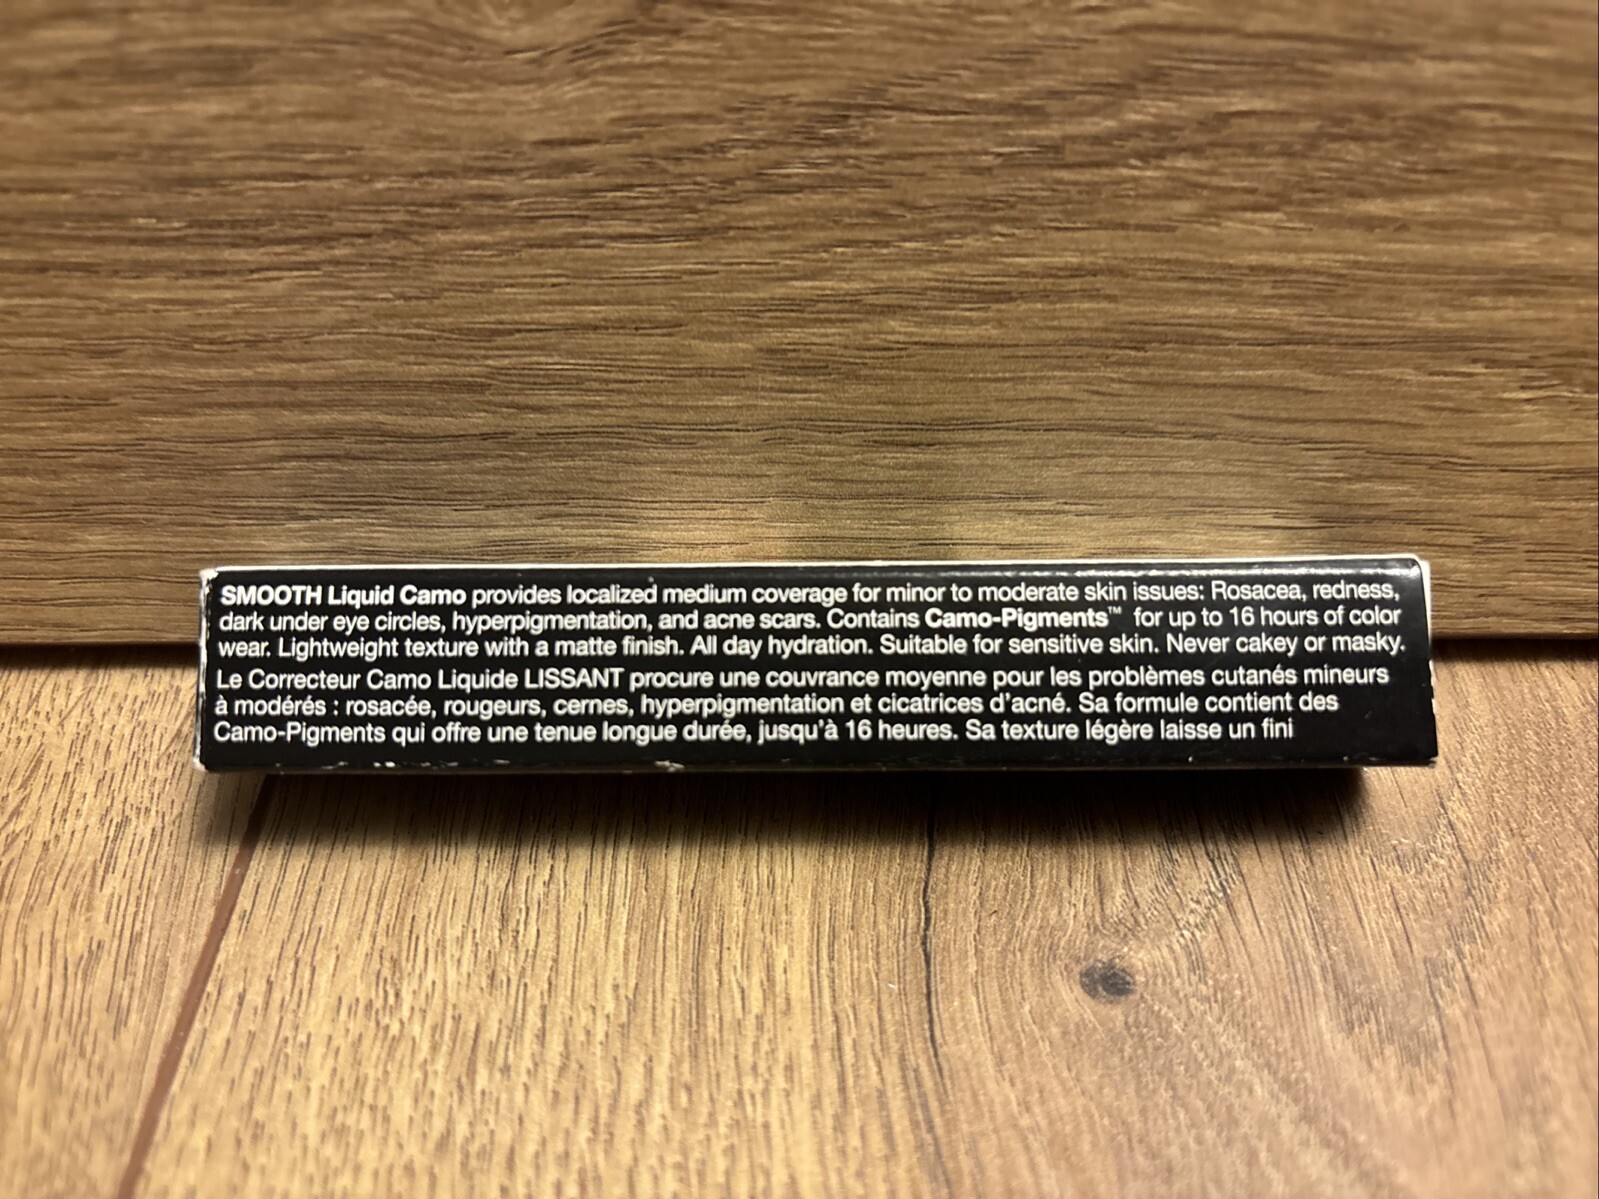 SMOOTH Liquid Camo provides localized medium coverage for minor to moderate skin issues: Rosacea, redness,
dark under eye circles, hyperpigmentation, and acne scars. Contains Camo-Pigments™ for up to 16 hours of color
wear. Lightweight texture with a matte finish. All day hydration. Suitable for sensitive skin. Never cakey or masky.
Le Correcteur Camo Liquide LISSANT procure une couvrance moyenne pour les problèmes cutanés mineurs
à modérés : rosacée, rougeurs, cernes, hyperpigmentation et cicatrices d'acné. Sa formule contient des
Camo-Pigments qui offre une tenue longue durée, jusqu'à 16 heures. Sa texture légère laisse un fini